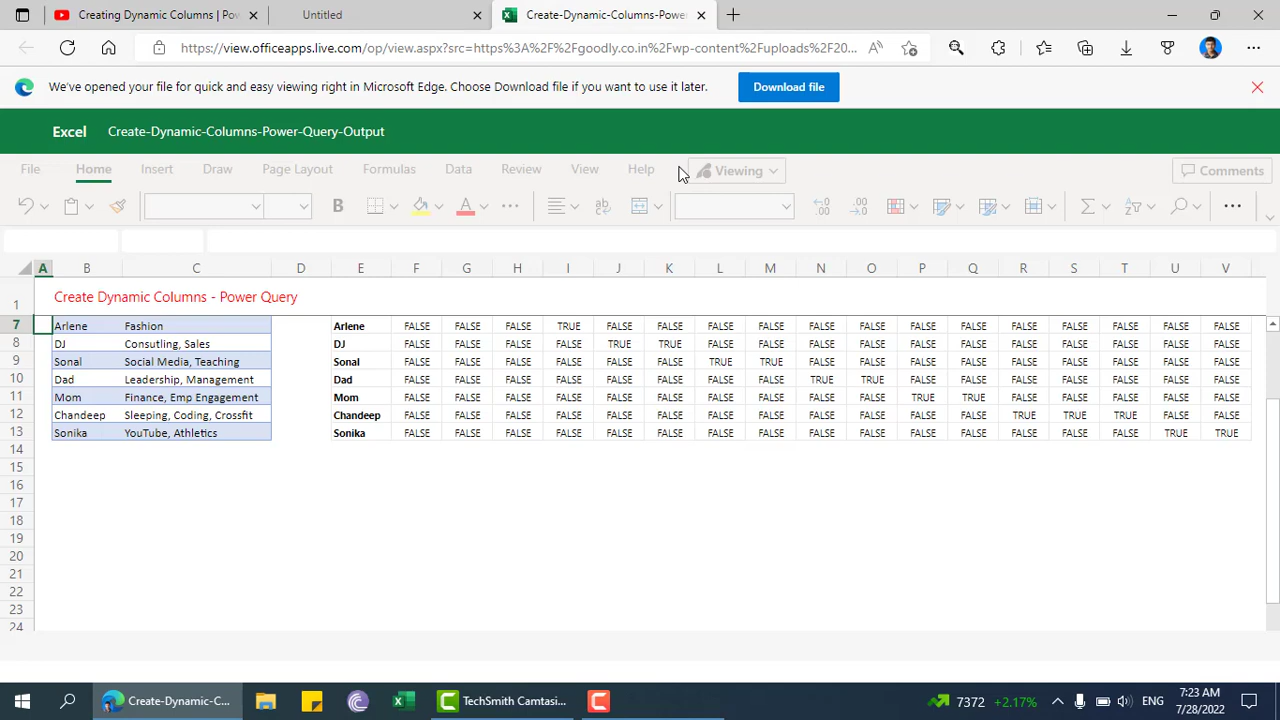 Creating Dynamic Columns | Pow
Untitled
Create-Dynamic-Columns-Power-
https://view.officeapps.live.com/op/view.aspx?src=https%3A%2F%2Fgoodly.co.in%2Fwp-content%2Fuploads%2F20...
We've opened your file for quick and easy viewing right in Microsoft Edge. Choose Download file if you want to use it later.
Download file
Excel Create-Dynamic-Columns-Power-Query-Output
File Home Insert Draw Page Layout Formulas Data Review View Help Viewing Comments
A B C D E F G H I J K L M N O P Q R S T U V
1 Create Dynamic Columns - Power Query
7 Arlene Fashion Arlene FALSE FALSE FALSE TRUE FALSE FALSE FALSE FALSE FALSE FALSE FALSE FALSE FALSE FALSE FALSE FALSE FALSE
8 DJ Consutling, Sales DJ FALSE FALSE FALSE FALSE TRUE TRUE FALSE FALSE FALSE FALSE FALSE FALSE FALSE FALSE FALSE FALSE FALSE
9 Sonal Social Media, Teaching Sonal FALSE FALSE FALSE FALSE FALSE FALSE TRUE TRUE FALSE FALSE FALSE FALSE FALSE FALSE FALSE FALSE FALSE
10 Dad Leadership, Management Dad FALSE FALSE FALSE FALSE FALSE FALSE FALSE FALSE TRUE TRUE FALSE FALSE FALSE FALSE FALSE FALSE FALSE
11 Mom Finance, Emp Engagement Mom FALSE FALSE FALSE FALSE FALSE FALSE FALSE FALSE FALSE FALSE TRUE TRUE FALSE FALSE FALSE FALSE FALSE
12 Chandeep Sleeping, Coding, Crossfit Chandeep FALSE FALSE FALSE FALSE FALSE FALSE FALSE FALSE FALSE FALSE FALSE FALSE TRUE TRUE TRUE FALSE FALSE
13 Sonika YouTube, Athletics Sonika FALSE FALSE FALSE FALSE FALSE FALSE FALSE FALSE FALSE FALSE FALSE FALSE FALSE FALSE FALSE TRUE TRUE
14
15
16
17
18
19
20
21
22
23
24
Create-Dynamic-C... TechSmith Camtasi... 7372 +2.17% ENG 7:23 AM
7/28/2022